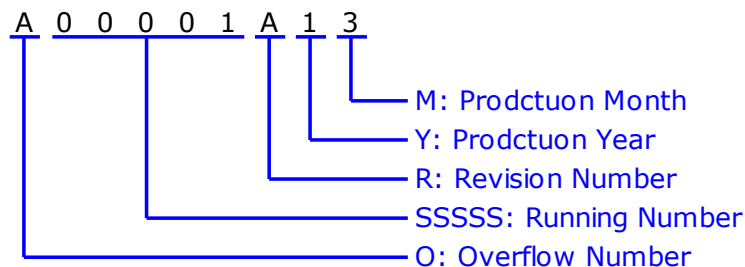 A 0 0 0 0 1 A 1 3
M: Prodctuon Month
Y: Prodctuon Year
R: Revision Number
SSSSS: Running Number
O: Overflow Number